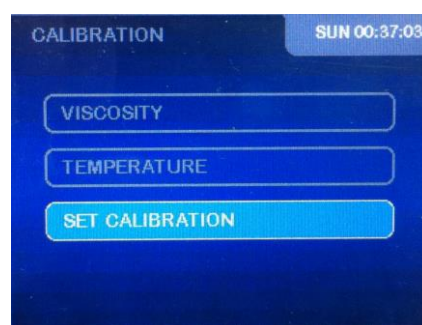 CALIBRATION
SUN 00:37:03
VISCOSITY
TEMPERATURE
SET CALIBRATION